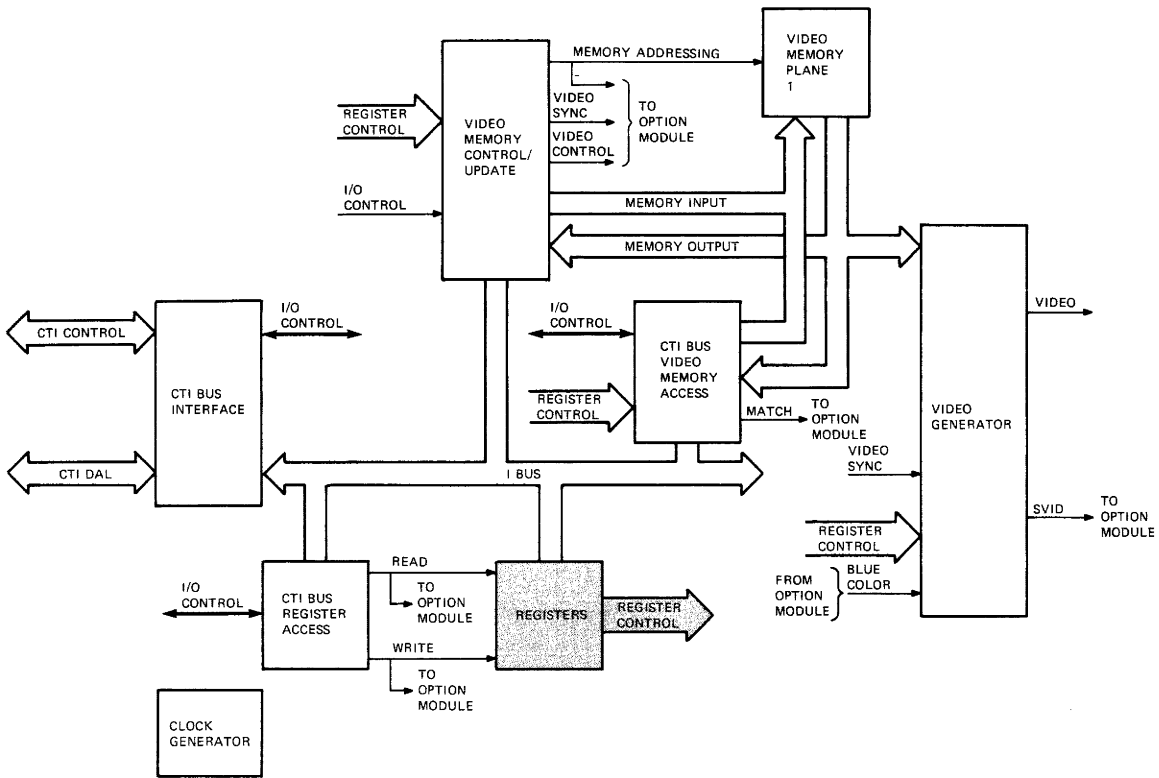 MEMORY ADDRESSING
VIDEO
MEMORY
PLANE
1
REGISTER
CONTROL
VIDEO
MEMORY
CONTROL/
UPDATE
VIDEO
SYNC
VIDEO
CONTROL
TO
OPTION
MODULE
I/O
CONTROL
MEMORY INPUT
MEMORY OUTPUT
CTI CONTROL
CTI BUS
INTERFACE
I/O
CONTROL
CTI DAL
I/O
CONTROL
REGISTER
CONTROL
CTI BUS
VIDEO
MEMORY
ACCESS
MATCH
TO
OPTION
MODULE
VIDEO
GENERATOR
VIDEO
VIDEO
SYNC
REGISTER
CONTROL
SVID
TO
OPTION
MODULE
FROM
OPTION
MODULE
BLUE
COLOR
I BUS
I/O
CONTROL
CTI BUS
REGISTER
ACCESS
READ
TO
OPTION
MODULE
WRITE
TO
OPTION
MODULE
REGISTERS
REGISTER
CONTROL
CLOCK
GENERATOR